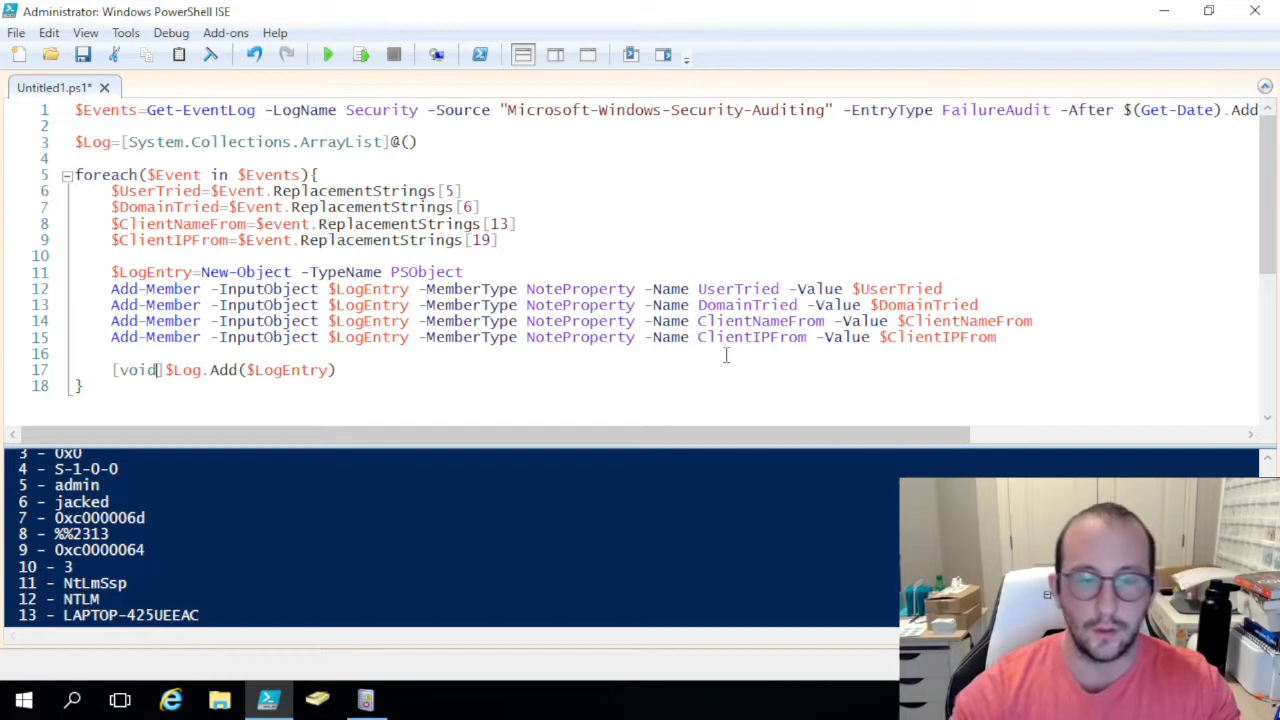 Administrator: Windows PowerShell ISE
File Edit View Tools Debug Add-ons Help
Untitled1.ps1*
1 $Events=Get-EventLog -LogName Security -Source "Microsoft-Windows-Security-Auditing" -EntryType FailureAudit -After $(Get-Date).Add
2
3 $Log=[System.Collections.ArrayList]@()
4
5 foreach($Event in $Events){
6 $UserTried=$Event.ReplacementStrings[5]
7 $DomainTried=$Event.ReplacementStrings[6]
8 $ClientNameFrom=$event.ReplacementStrings[13]
9 $ClientIPFrom=$Event.ReplacementStrings[19]
10
11 $LogEntry=New-Object -TypeName PSObject
12 Add-Member -InputObject $LogEntry -MemberType NoteProperty -Name UserTried -Value $UserTried
13 Add-Member -InputObject $LogEntry -MemberType NoteProperty -Name DomainTried -Value $DomainTried
14 Add-Member -InputObject $LogEntry -MemberType NoteProperty -Name ClientNameFrom -Value $ClientNameFrom
15 Add-Member -InputObject $LogEntry -MemberType NoteProperty -Name ClientIPFrom -Value $ClientIPFrom
16
17 [void]$Log.Add($LogEntry)
18 }
3 - 0x0
4 - S-1-0-0
5 - admin
6 - jacked
7 - 0xc000006d
8 - %%2313
9 - 0xc0000064
10 - 3
11 - NtLmSsp
12 - NTLM
13 - LAPTOP-425UEEAC